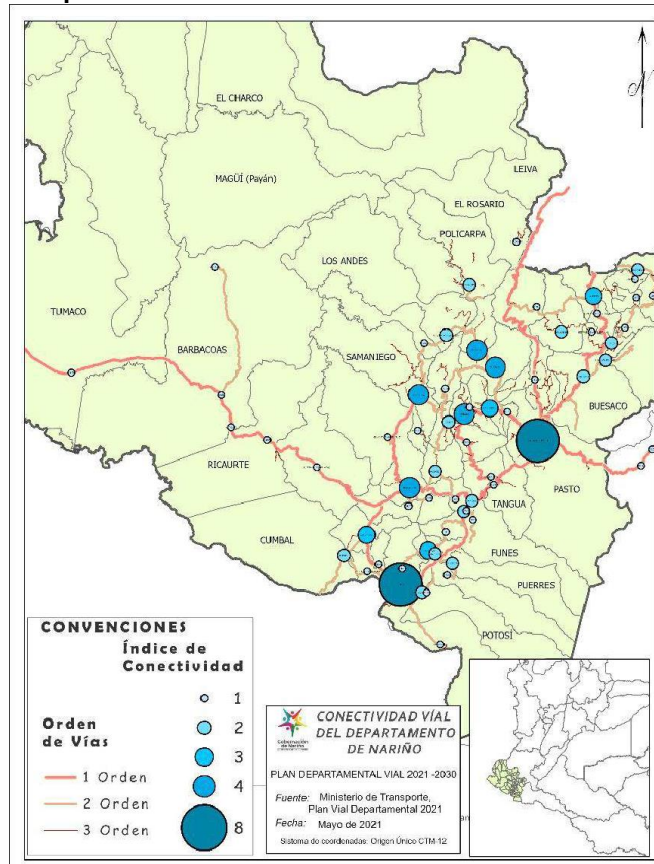 N
EL CHARCO
MAGÜÍ (Payán)
LEIVA
EL ROSARIO
POLICARPA
LOS ANDES
TUMACO
BARBACOAS
SAMANIEGO
BUESACO
RICAURTE
PASTO
TANGUA
CUMBAL
FUNES
PUERRES
POTOSÍ
CONVENCIONES
Índice de
Conectividad
1
2
3
4
8
Orden
de Vías
1 Orden
2 Orden
3 Orden
Gobernación
de Nariño
CONECTIVIDAD VÍAL
DEL DEPARTAMENTO
DE NARIÑO
PLAN DEPARTAMENTAL VIAL 2021 -2030
Fuente: Ministerio de Transporte,
Plan Vial Departamental 2021
Fecha: Mayo de 2021
Sistema de coordenadas: Origen Único CTM-12